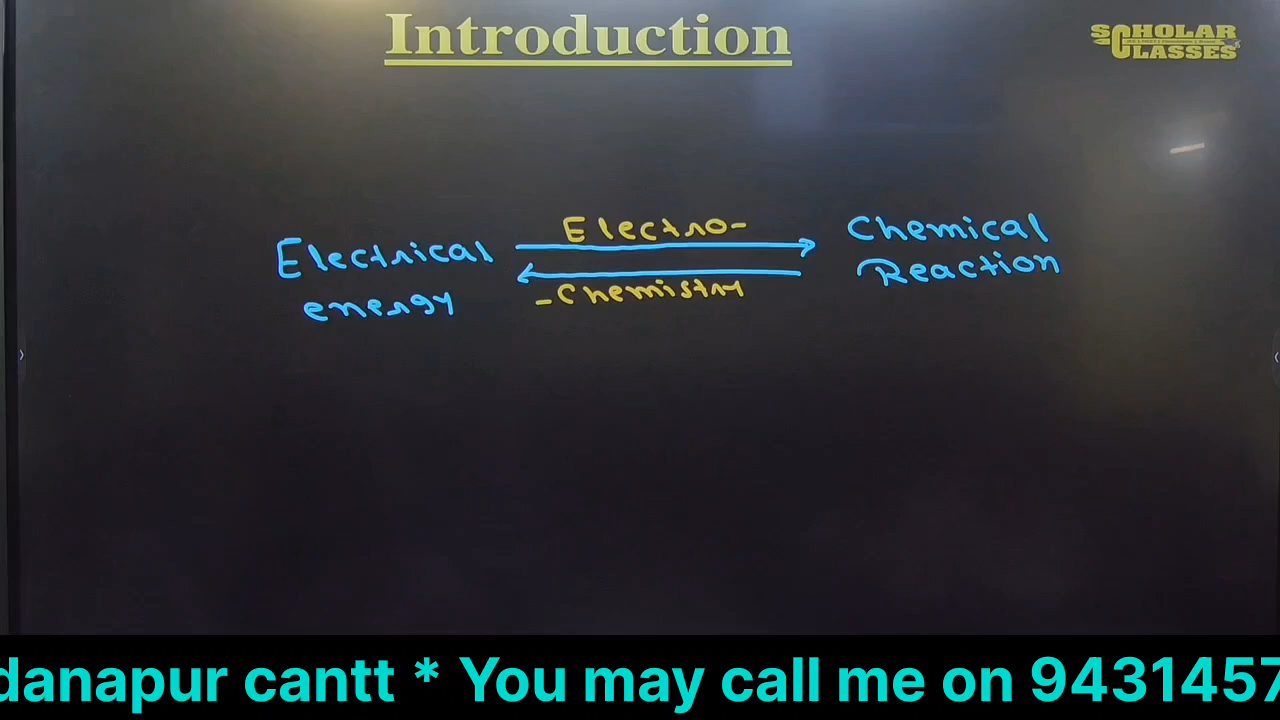 Introduction
SCHOLAR
CLASSES
Electro-
Electrical
energy
Chemical
Reaction
-Chemistry
danapur cantt * You may call me on 9431457